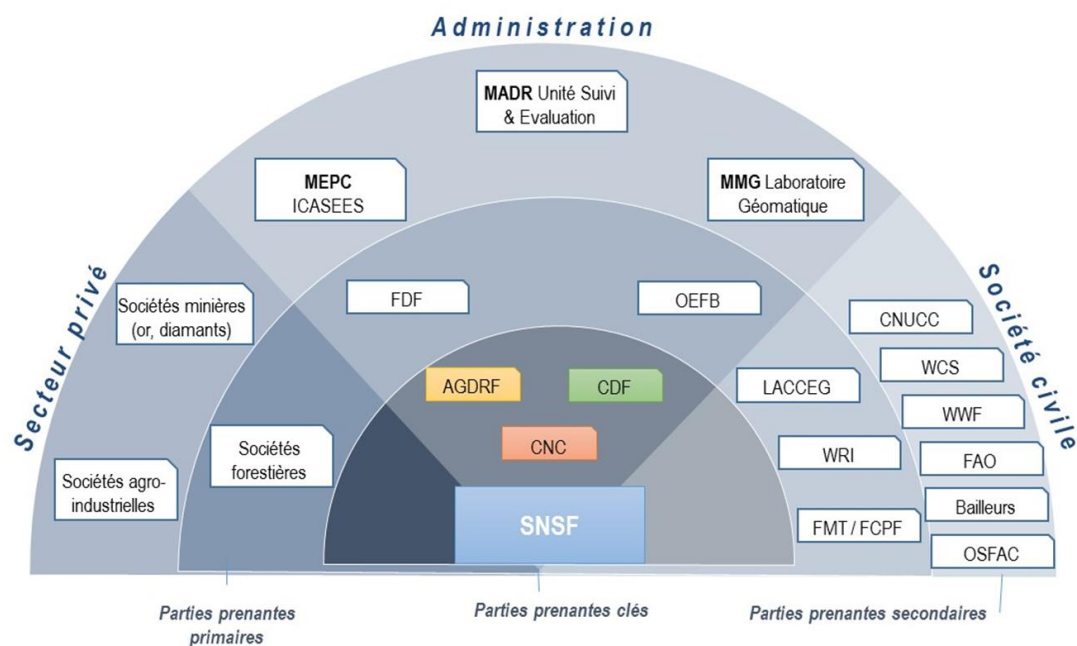 Administration
MADR Unité Suivi
& Evaluation
MEPC
ICASEES
MMG Laboratoire
Géomatique
Secteur privé
Société civile
Sociétés minières
(or, diamants)
FDF
OEFB
CNUCC
WCS
AGDRF
CDF
LACCEG
WWF
CNC
Sociétés
forestières
WRI
FAO
Sociétés agro-
industrielles
Bailleurs
SNSF
FMT / FCPF
OSFAC
Parties prenantes
primaires
Parties prenantes clés
Parties prenantes secondaires